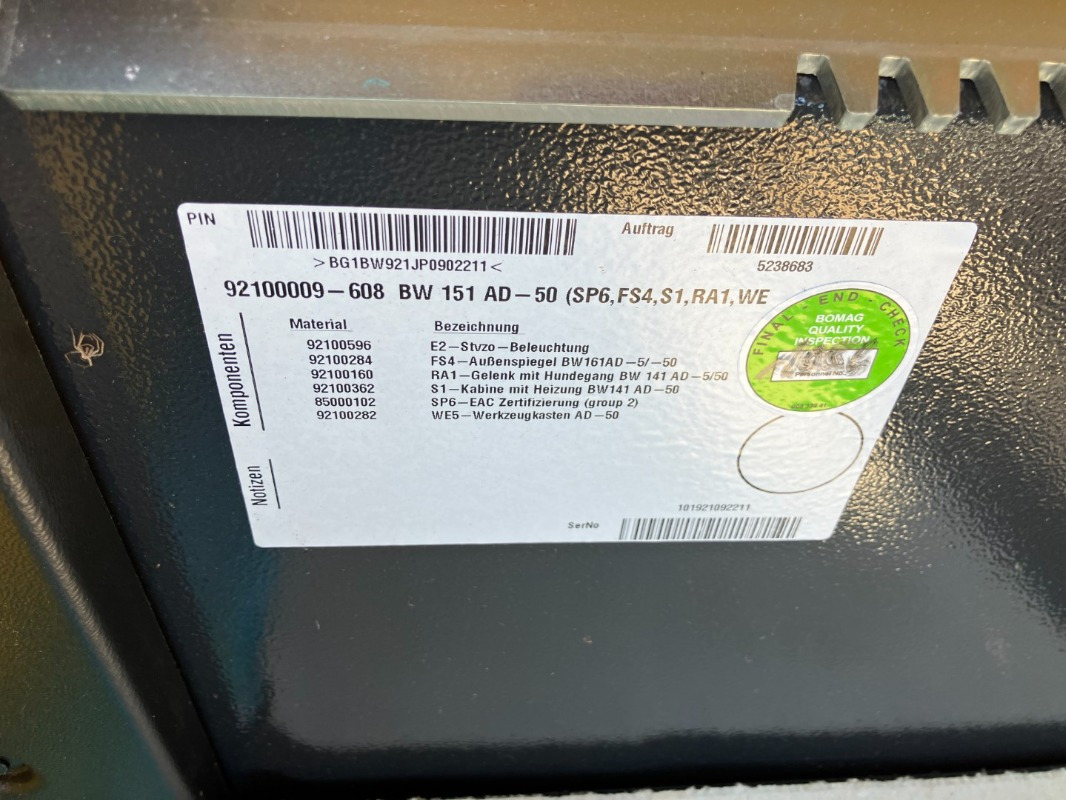 PIN
Auftrag
>BG1BW921JP0902211<
5238683
92100009-608 BW 151 AD-50 (SP6,FS4,S1,RA1,WE
Komponenten
Material Bezeichnung
92100596 E2-Stvzo-Beleuchtung
92100284 FS4-Außenspiegel BW161AD-5/-50
92100160 RA1-Gelenk mit Hundegang BW 141 AD-5/50
92100362 S1-Kabine mit Heizung BW141 AD-50
85000102 SP6-EAC Zertifizierung (group 2)
92100282 WE5-Werkzeugkasten AD-50
FINAL - END - CHECK
BOMAG
QUALITY
INSPECTION
Notizen
101921092211
SerNo